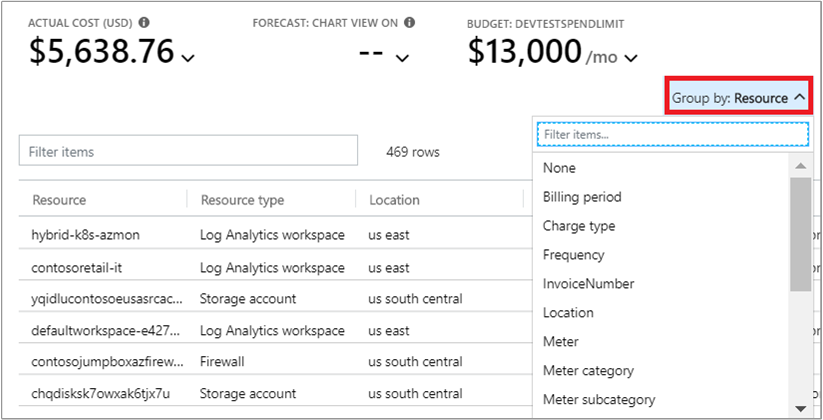 ACTUAL COST (USD) FORECAST: CHART VIEW ON BUDGET: DEVTESTSPENDLIMIT
$5,638.76 -- $13,000 /mo
Group by: Resource
Filter items 469 rows
Filter items...
Resource Resource type Location
hybrid-k8s-azmon Log Analytics workspace us east
contosoretail-it Log Analytics workspace us east
yqidlucontosoeusasrcac... Storage account us south central
defaultworkspace-e427... Log Analytics workspace us east
contosojumpboxazfirew... Firewall us south central
chqdisksk7owxak6tjx7u Storage account us south central
None
Billing period
Charge type
Frequency
InvoiceNumber
Location
Meter
Meter category
Meter subcategory